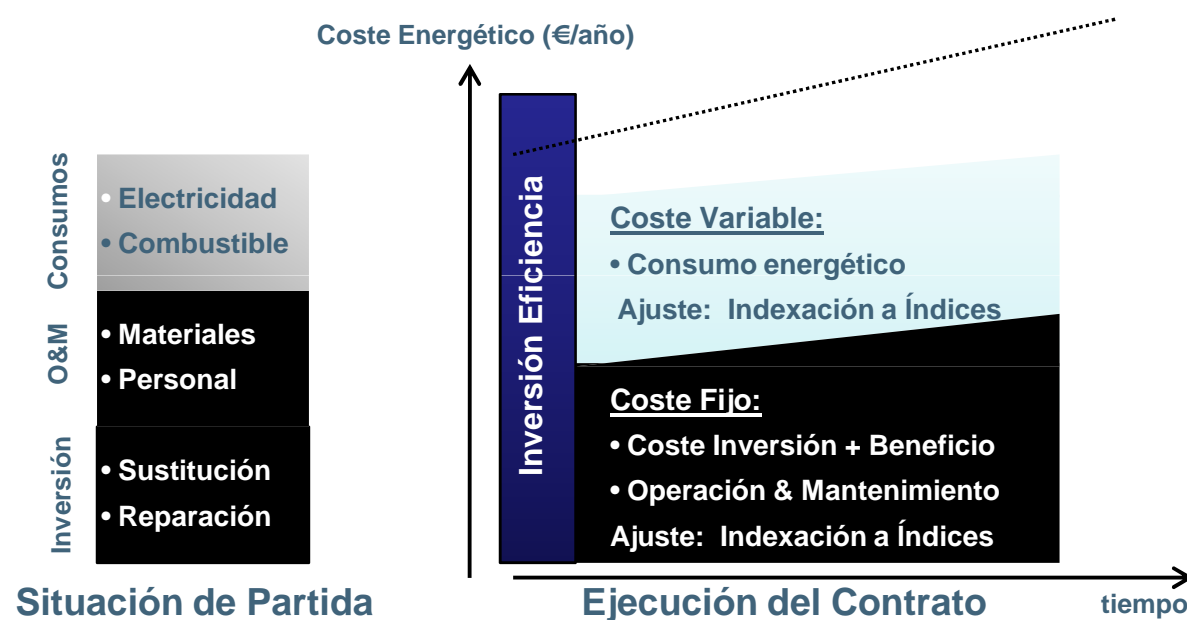 Coste Energético (€/año)
Consumos
• Electricidad
• Combustible
O&M
• Materiales
• Personal
Inversión
• Sustitución
• Reparación
Situación de Partida
Inversión Eficiencia
Coste Variable:
• Consumo energético
Ajuste: Indexación a Índices
Coste Fijo:
• Coste Inversión + Beneficio
• Operación & Mantenimiento
Ajuste: Indexación a Índices
Ejecución del Contrato
tiempo